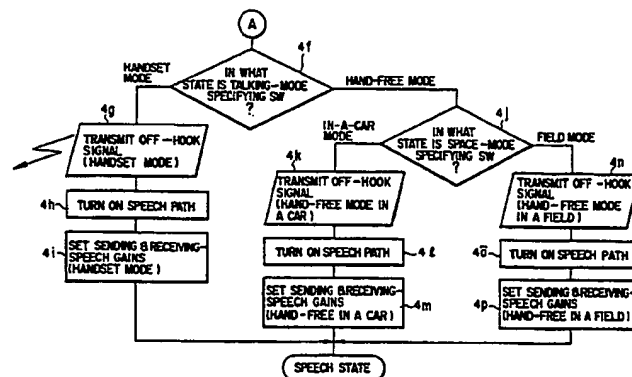 A
4f
IN WHAT
STATE IS TALKING-MODE
SPECIFYING SW
?
HANDSET
MODE
HAND-FREE MODE
4g
TRANSMIT OFF-HOOK
SIGNAL
(HANDSET MODE)
4h
TURN ON SPEECH PATH
4i
SET SENDING & RECEIVING-
SPEECH GAINS
(HANDSET MODE)
4j
IN WHAT
STATE IS SPACE-MODE
SPECIFYING SW
?
IN-A-CAR
MODE
FIELD MODE
4k
TRANSMIT OFF-HOOK
SIGNAL
(HAND-FREE MODE IN
A CAR)
TURN ON SPEECH PATH
4ℓ
SET SENDING & RECEIVING-
SPEECH GAINS
(HAND-FREE IN A CAR)
4m
4n
TRANSMIT OFF-HOOK
SIGNAL
(HAND-FREE MODE
IN A FIELD)
4o
TURN ON SPEECH PATH
4p
SET SENDING & RECEIVING-
SPEECH GAINS
(HAND-FREE IN A FIELD)
SPEECH STATE